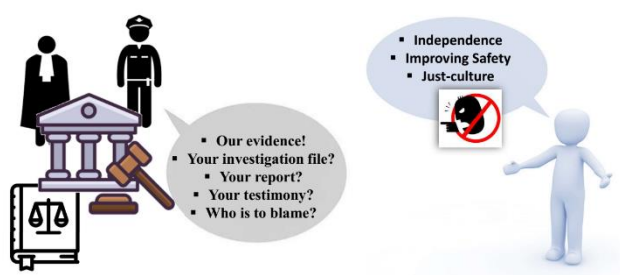 ▪ Our evidence!
▪ Your investigation file?
▪ Your report?
▪ Your testimony?
▪ Who is to blame?
▪ Independence
▪ Improving Safety
▪ Just-culture